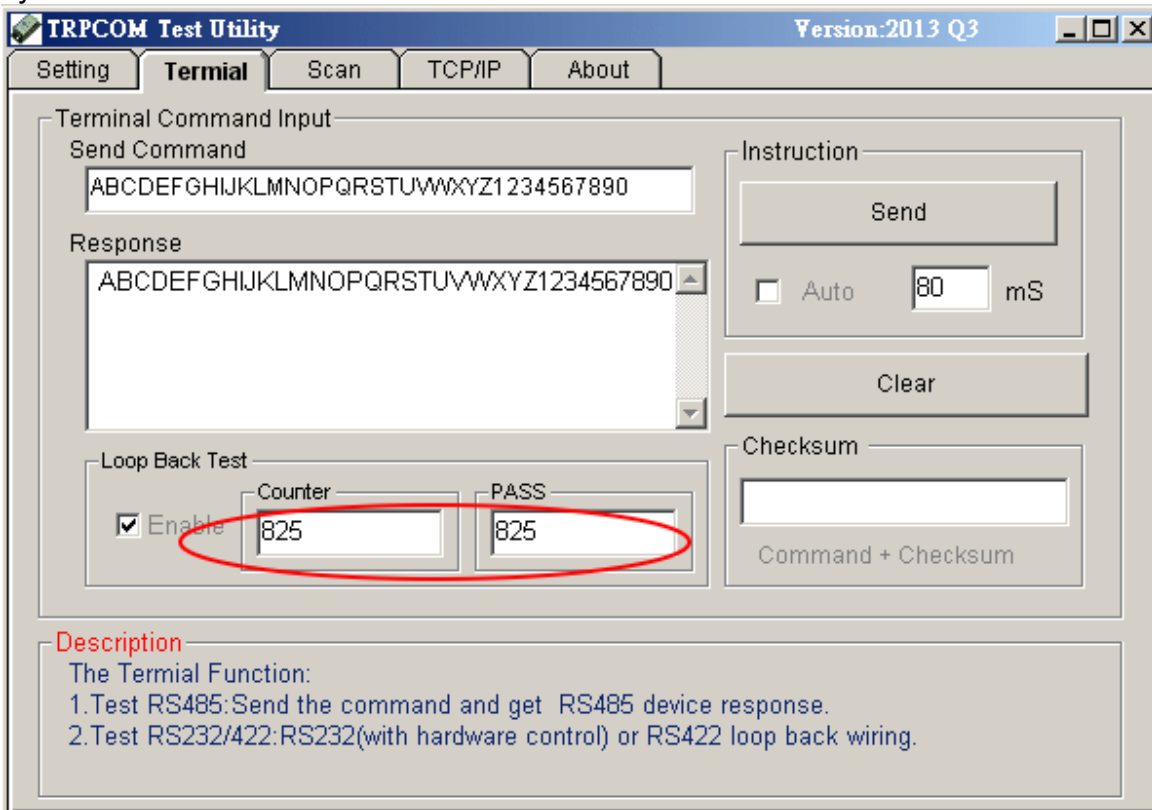 TRPCOM Test Utility Version:2013 Q3
Setting Termial Scan TCP/IP About
Terminal Command Input
Send Command
ABCDEFGHIJKLMNOPQRSTUVWXYZ1234567890
Response
ABCDEFGHIJKLMNOPQRSTUVWXYZ1234567890
Instruction
Send
Auto 80 mS
Clear
Loop Back Test
Enable
Counter
825
PASS
825
Checksum
Command + Checksum
Description
The Termial Function:
1.Test RS485:Send the command and get RS485 device response.
2.Test RS232/422:RS232(with hardware control) or RS422 loop back wiring.